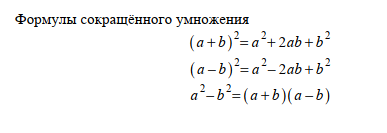 Формулы сокращённого умножения
(a+b)²=a²+2ab+b²
(a−b)²=a²−2ab+b²
a²−b²=(a+b)(a−b)